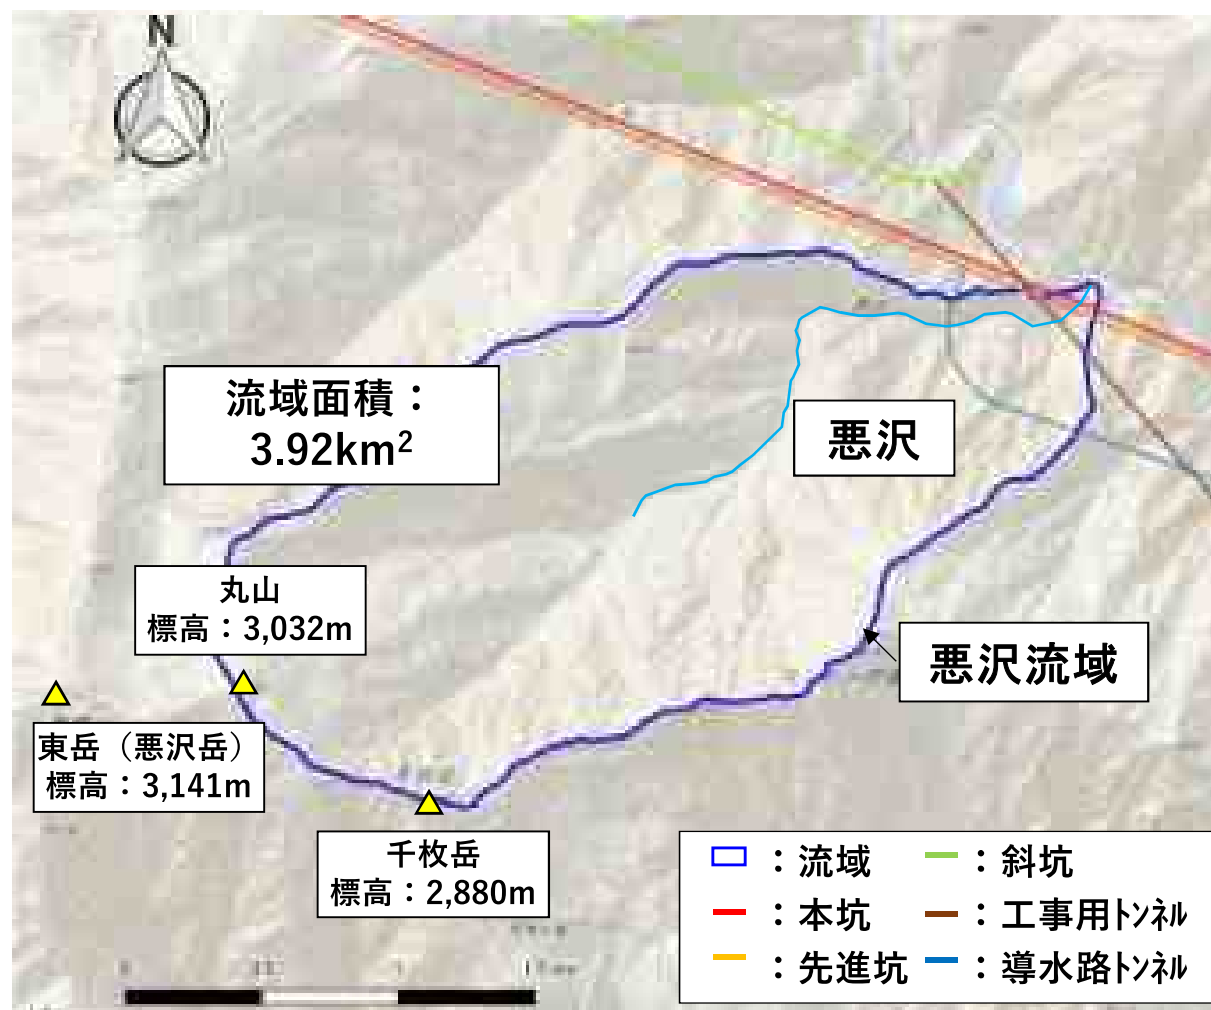 N
流域面積：
3.92km²
悪沢
丸山
標高：3,032m
悪沢流域
東岳（悪沢岳）
標高：3,141m
千枚岳
標高：2,880m
：流域
：斜坑
：本坑
：工事用ﾄﾝﾈﾙ
：先進坑
：導水路ﾄﾝﾈﾙ